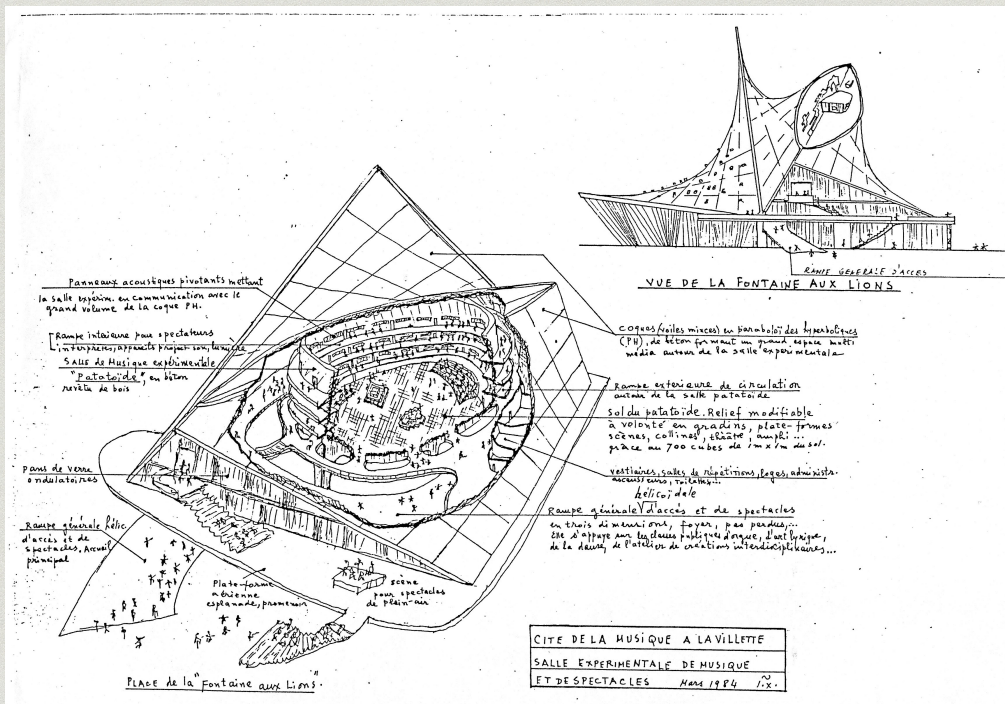 RAMPE GENERALE D'ACCES
VUE DE LA FONTAINE AUX LIONS
Panneaux acoustiques pivotants mettant
la salle expérim. en communication avec le
grand volume de la coque P.H.
Rampe intérieure pour spectateurs
interprètes, appareils projection, lumière
SALLE de Musique expérimentale
"Patatoïde" en béton
revêtu de bois
Pans de verre
ondulatoires
Rampe générale hélic.
d'accès et de
spectacles, Accueil
principal
Plate-forme
aérienne
esplanade, promenoir
scène
pour spectacles
de plein-air
PLACE de la "Fontaine aux Lions".
coques (voiles minces) en paraboloïdes hyperboliques
(PH), de béton formant un grand espace multi
média autour de la salle expérimentale
Rampe extérieure de circulation
autour de la salle patatoïde
Sol du patatoïde. Relief modifiable
à volonté en gradins, plate-formes
scènes, collines, théâtre, amphi...
grâce au 700 cubes de 1m x 1m du sol.
vestiaires, salles de répétitions, loges, administr.
ascenseurs, toilettes...
hélicoïdale
Rampe générale d'accès et de spectacles
en trois dimensions, foyer, pas perdus,...
Elle s'appuye sur les classes publiques d'orgue, d'art lyrique,
de la danse, de l'atelier de créations interdisciplinaires...
CITE DE LA MUSIQUE A LA VILLETTE
SALLE EXPERIMENTALE DE MUSIQUE
ET DE SPECTACLES Mars 1984 I.X.